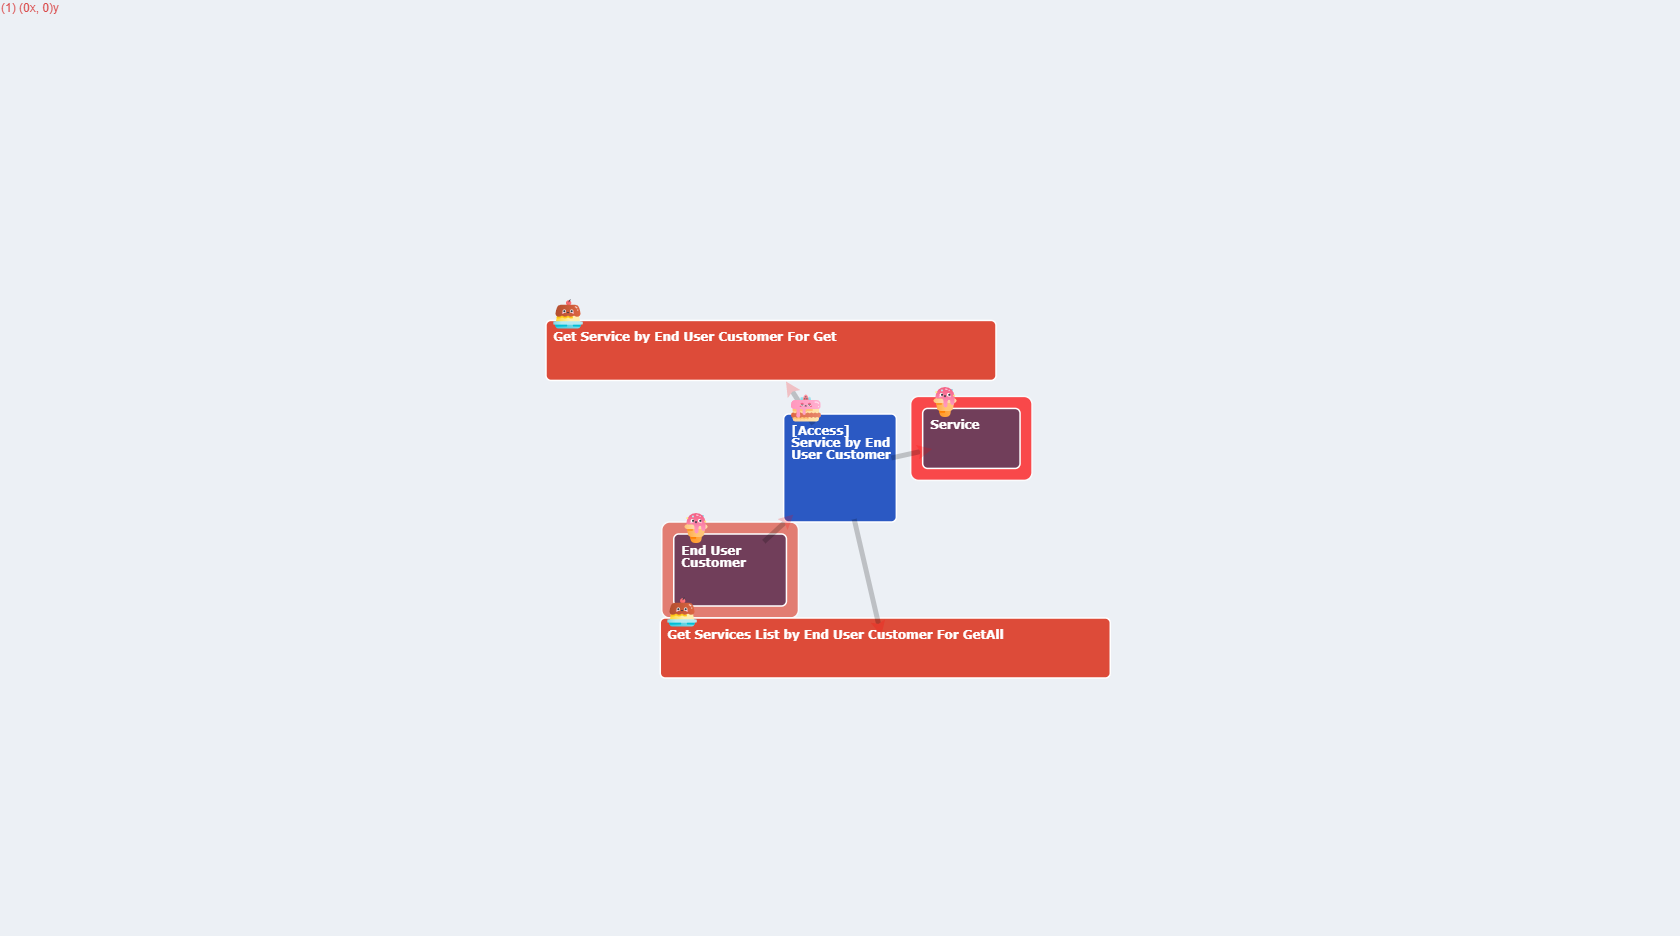 (1) (0x, 0)y
Get Service by End User Customer For Get
[Access]
Service by End
User Customer
Service
End User
Customer
Get Services List by End User Customer For GetAll